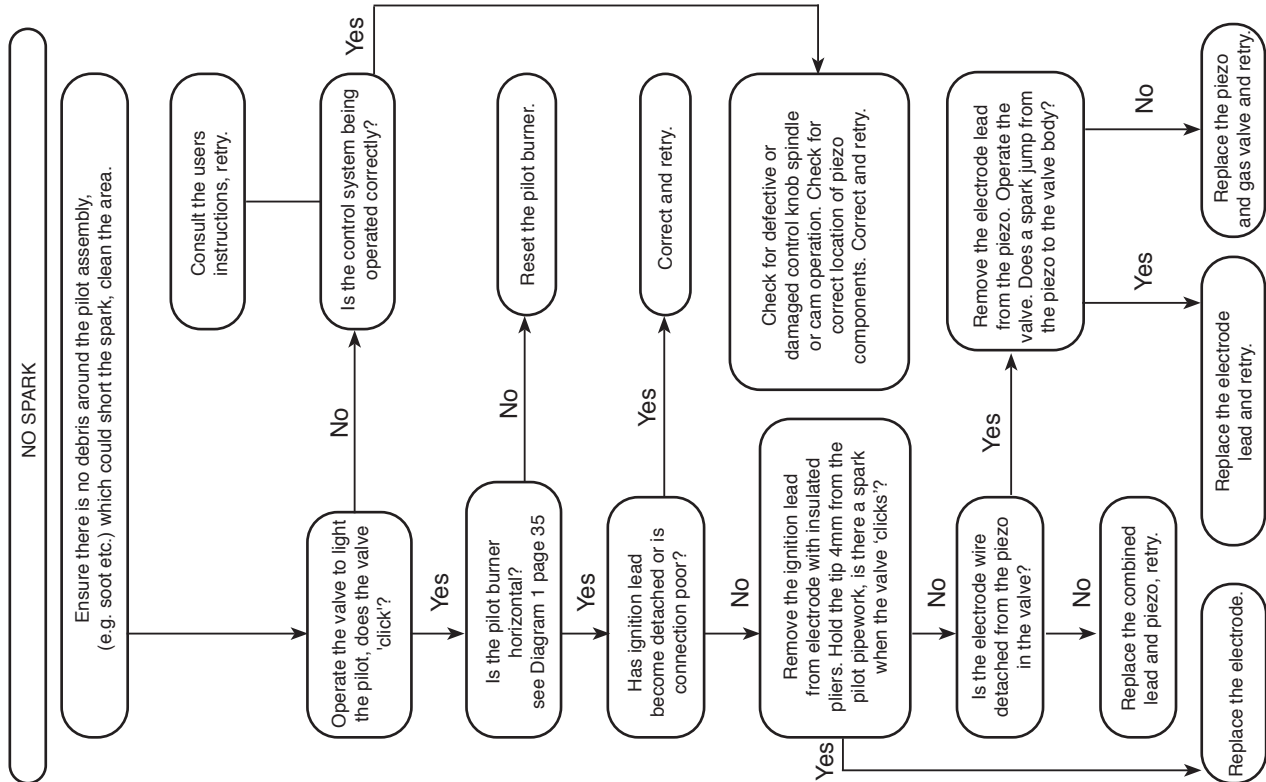 NO SPARK
Ensure there is no debris around the pilot assembly,
(e.g. soot etc.) which could short the spark, clean the area.
Consult the users
instructions, retry.
Operate the valve to light
the pilot, does the valve
'click'?
No
Is the control system being
operated correctly?
Yes
Yes
Is the pilot burner
horizontal?
see Diagram 1 page 35
No
Reset the pilot burner.
Yes
Has ignition lead
become detached or is
connection poor?
Yes
Correct and retry.
No
Check for defective or
damaged control knob spindle
or cam operation. Check for
correct location of piezo
components. Correct and retry.
Remove the ignition lead
from electrode with insulated
pliers. Hold the tip 4mm from the
pilot pipework, is there a spark
when the valve 'clicks'?
Yes
No
Is the electrode wire
detached from the piezo
in the valve?
Yes
Remove the electrode lead
from the piezo. Operate the
valve. Does a spark jump from
the piezo to the valve body?
No
Replace the combined
lead and piezo, retry.
Yes
No
Replace the electrode.
Replace the electrode
lead and retry.
Replace the piezo
and gas valve and retry.